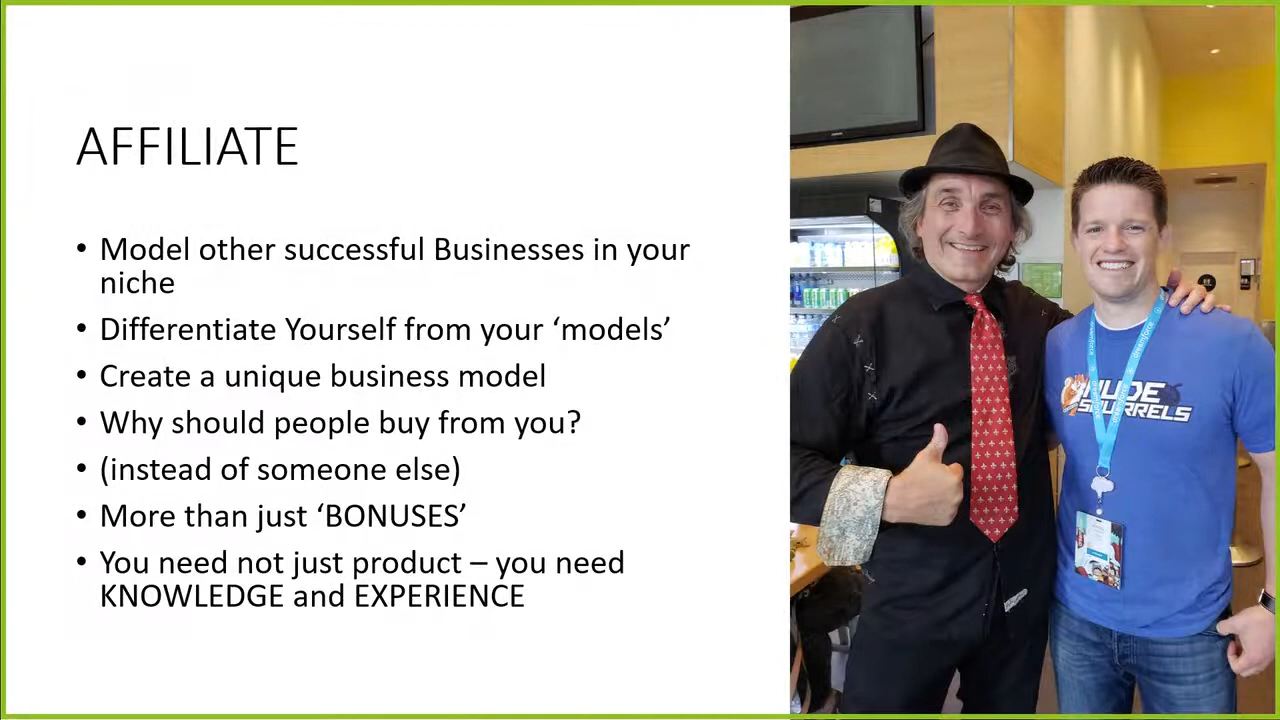 AFFILIATE
• Model other successful Businesses in your
niche
• Differentiate Yourself from your ‘models’
• Create a unique business model
• Why should people buy from you?
• (instead of someone else)
• More than just ‘BONUSES’
• You need not just product – you need
KNOWLEDGE and EXPERIENCE
NUDE
SQUIRRELS
dreamforce